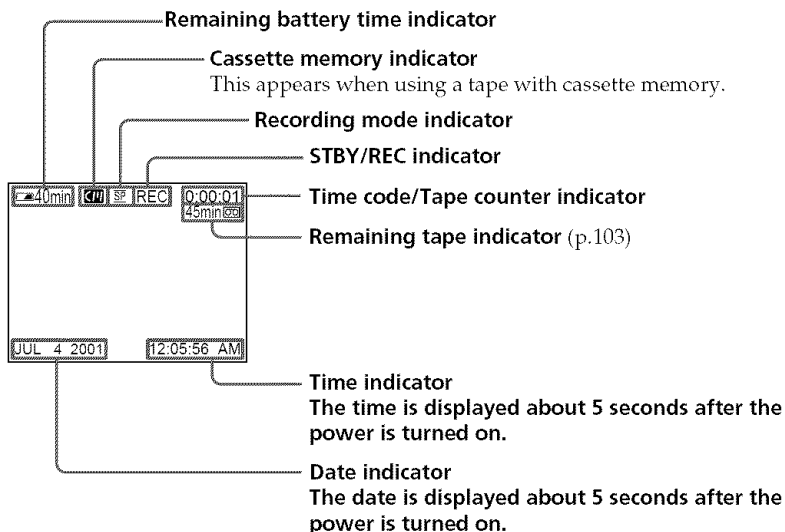 Remaining battery time indicator
Cassette memory indicator
This appears when using a tape with cassette memory.
Recording mode indicator
STBY/REC indicator
40min CM SP REC 0:00:01
Time code/Tape counter indicator
45min
Remaining tape indicator (p.103)
JUL 4 2001 12:05:56 AM
Time indicator
The time is displayed about 5 seconds after the
power is turned on.
Date indicator
The date is displayed about 5 seconds after the
power is turned on.